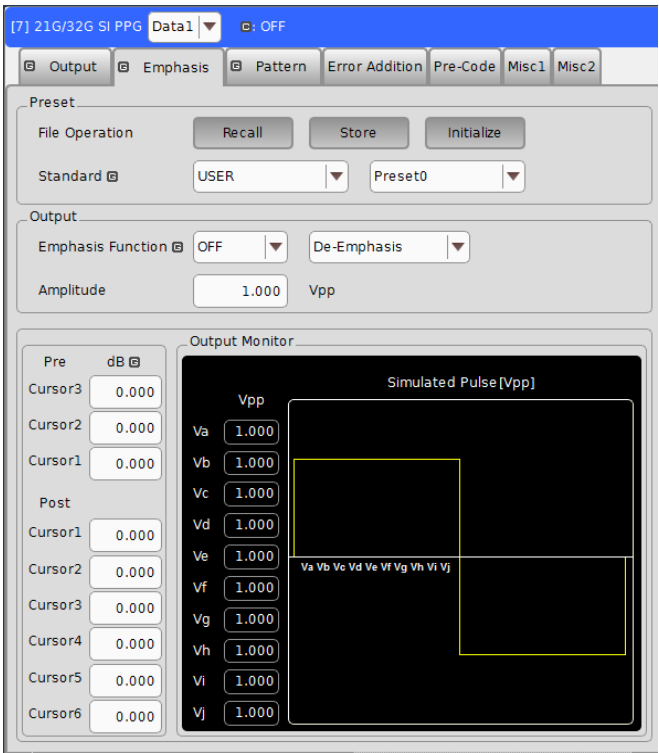 [7] 21G/32G SI PPG Data1 C: OFF
G Output G Emphasis G Pattern Error Addition Pre-Code Misc1 Misc2
Preset
File Operation Recall Store Initialize
Standard G USER Preset0
Output
Emphasis Function G OFF De-Emphasis
Amplitude 1.000 Vpp
Pre dB G
Cursor3 0.000
Cursor2 0.000
Cursor1 0.000
Post
Cursor1 0.000
Cursor2 0.000
Cursor3 0.000
Cursor4 0.000
Cursor5 0.000
Cursor6 0.000
Output Monitor
Simulated Pulse[Vpp]
Vpp
Va 1.000
Vb 1.000
Vc 1.000
Vd 1.000
Ve 1.000
Vf 1.000
Vg 1.000
Vh 1.000
Vi 1.000
Vj 1.000
Va Vb Vc Vd Ve Vf Vg Vh Vi Vj